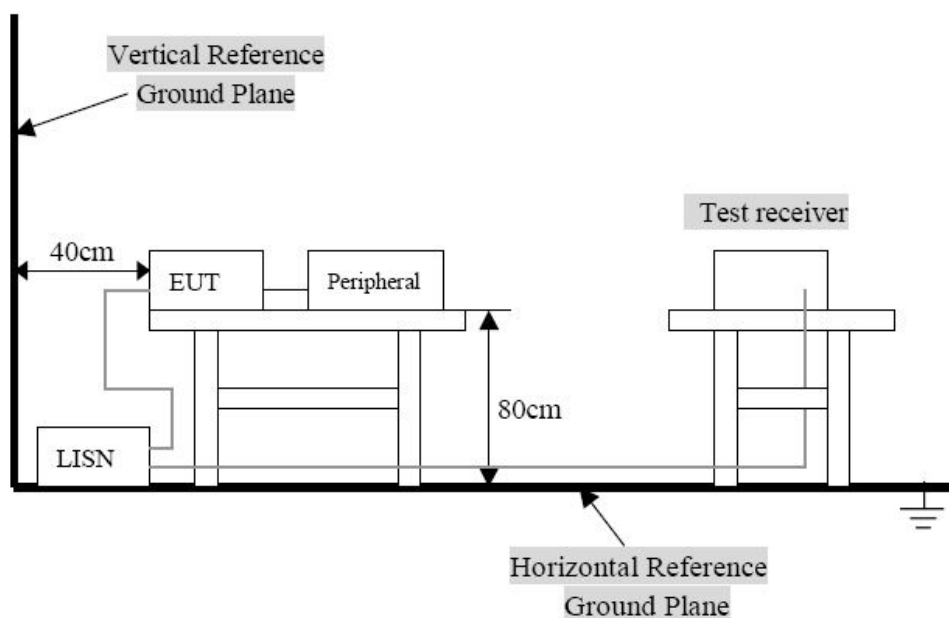 Vertical Reference
Ground Plane
Test receiver
40cm
EUT
Peripheral
80cm
LISN
Horizontal Reference
Ground Plane